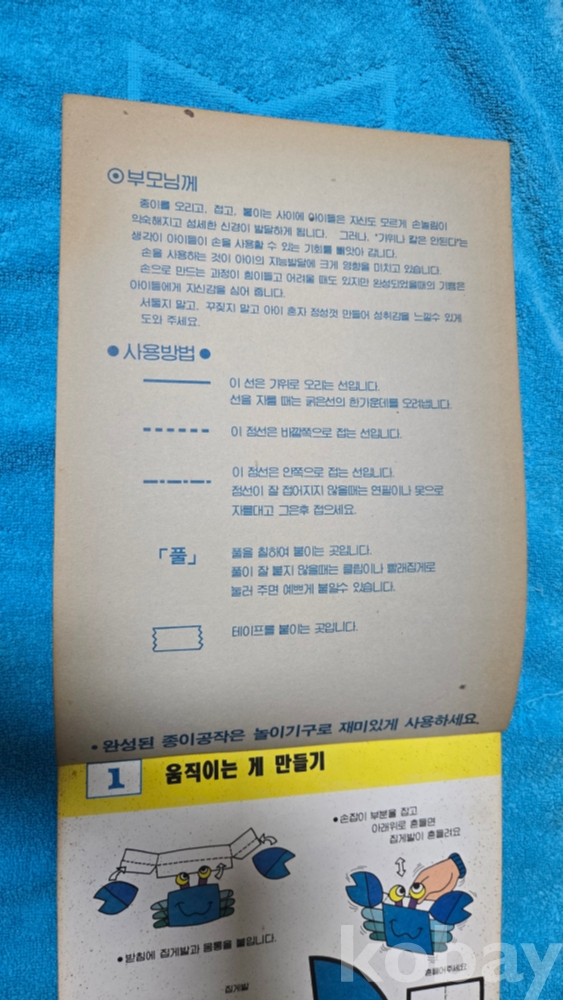 ◉부모님께
종이를 오리고, 접고, 붙이는 사이에 아이들은 자신도 모르게 손놀림이
익숙해지고 섬세한 신경이 발달하게 됩니다. 그러나, "가위나 칼은 안된다"는
생각이 아이들이 손을 사용할 수 있는 기회를 빼앗아 갑니다.
손을 사용하는 것이 아이의 지능발달에 크게 영향을 미치고 있습니다.
손으로 만드는 과정이 힘이들고 어려울 때도 있지만 완성되었을때의 기쁨은
아이들에게 자신감을 심어 줍니다.
서둘지 말고, 꾸짖지 말고 아이 혼자 정성껏 만들어 성취감을 느낄수 있게
도와 주세요.
●사용방법●
이 선은 가위로 오리는 선입니다.
선을 자를 때는 굵은선의 한가운데를 오려냅니다.
이 점선은 바깥쪽으로 접는 선입니다.
이 점선은 안쪽으로 접는 선입니다.
점선이 잘 접어지지 않을때는 연필이나 못으로
자를대고 그은후 접으세요.
「풀」 풀을 칠하여 붙이는 곳입니다.
풀이 잘 붙지 않을때는 클립이나 빨래집게로
눌러 주면 예쁘게 붙일수 있습니다.
테이프를 붙이는 곳입니다.
• 완성된 종이공작은 놀이기구로 재미있게 사용하세요.
1 움직이는 게 만들기
●손잡이 부분을 잡고
아래위로 흔들면
집게발이 흔들려요
●받침에 집게발과 몸통을 붙입니다.
집게발
흔들어주세요
kobay